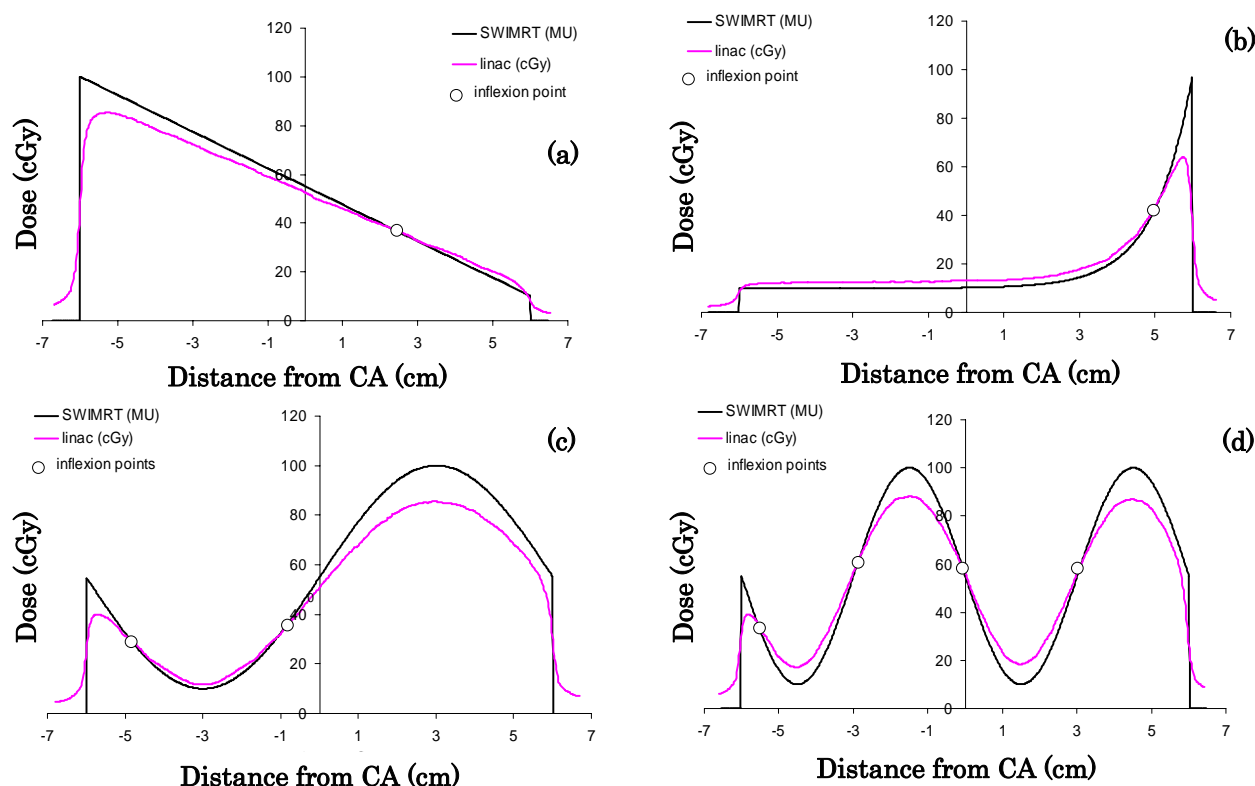 SWIMRT (MU)
linac (cGy)
inflexion point
(a)
120
100
80
60
40
20
0
-7 -5 -3 -1 1 3 5 7
Dose (cGy)
Distance from CA (cm)
SWIMRT (MU)
linac (cGy)
inflexion point
(b)
120
100
80
60
40
20
0
-7 -5 -3 -1 1 3 5 7
Dose (cGy)
Distance from CA (cm)
SWIMRT (MU)
linac (cGy)
inflexion points
(c)
120
100
80
60
20
0
-7 -5 -3 -1 1 3 5 7
Dose (cGy)
Distance from CA (cm)
SWIMRT (MU)
linac (cGy)
inflexion points
(d)
120
100
80
60
40
20
0
-7 -5 -3 -1 1 3 5 7
Dose (cGy)
Distance from CA (cm)